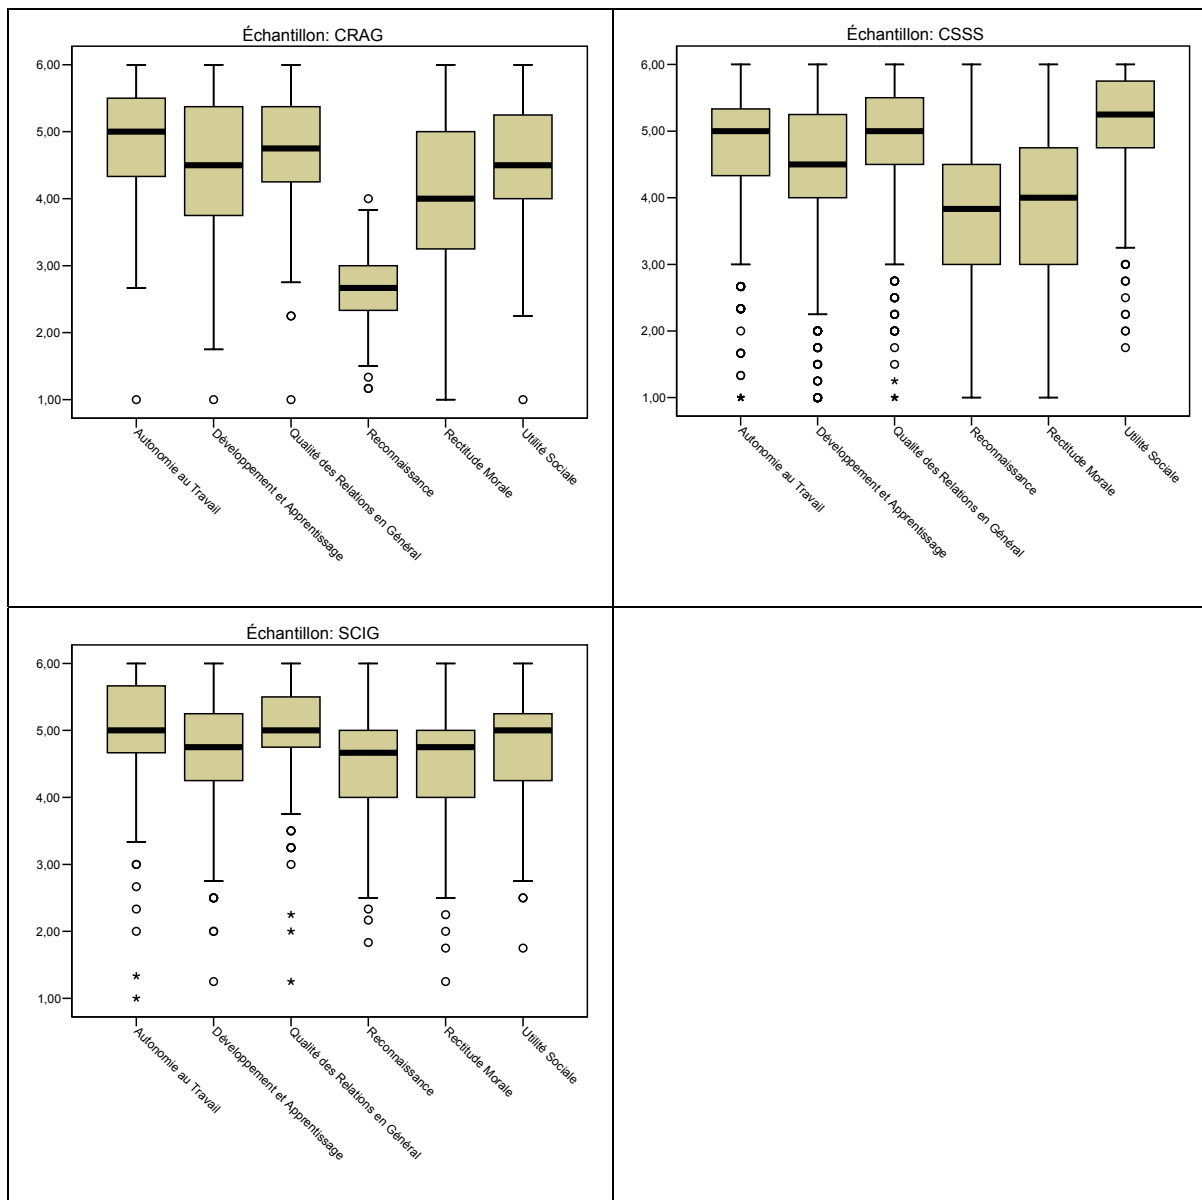 Échantillon: CRAG
6,00
5,00
4,00
3,00
2,00
1,00
Autonomie au Travail
Développement et Apprentissage
Qualité des Relations en Général
Reconnaissance
Rectitude Morale
Utilité Sociale
Échantillon: CSSS
6,00
5,00
4,00
3,00
2,00
1,00
Autonomie au Travail
Développement et Apprentissage
Qualité des Relations en Général
Reconnaissance
Rectitude Morale
Utilité Sociale
Échantillon: SCIG
6,00
5,00
4,00
3,00
2,00
1,00
Autonomie au Travail
Développement et Apprentissage
Qualité des Relations en Général
Reconnaissance
Rectitude Morale
Utilité Sociale